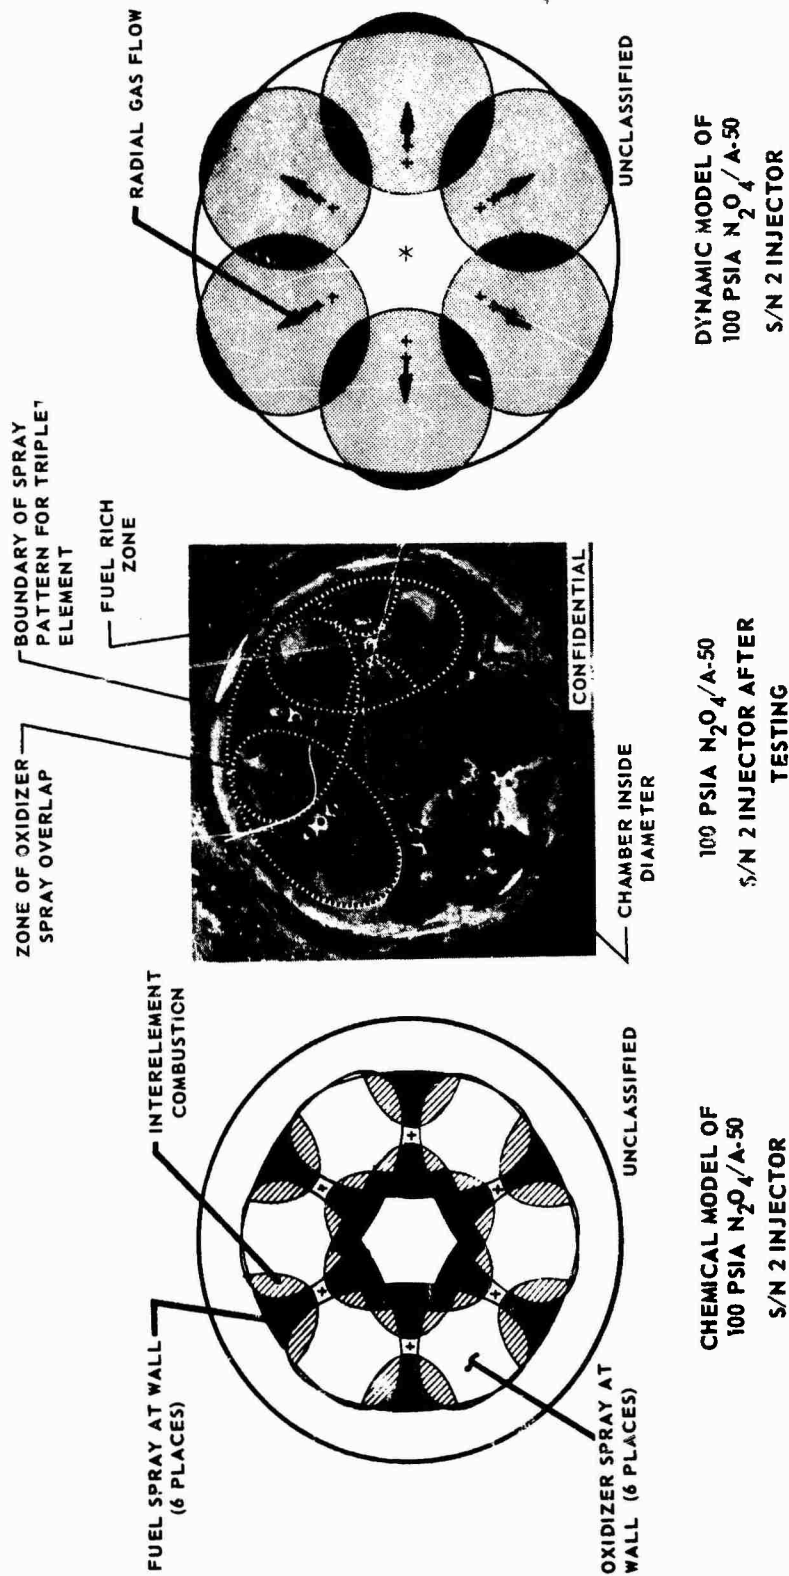 FUEL SPRAY AT WALL
(6 PLACES)
INTERELEMENT
COMBUSTION
OXIDIZER SPRAY AT
WALL (6 PLACES)
UNCLASSIFIED
CHEMICAL MODEL OF
100 PSIA N2O4/A-50
S/N 2 INJECTOR
ZONE OF OXIDIZER
SPRAY OVERLAP
BOUNDARY OF SPRAY
PATTERN FOR TRIPLET
ELEMENT
FUEL RICH
ZONE
CHAMBER INSIDE
DIAMETER
CONFIDENTIAL
100 PSIA N2O4/A-50
S/N 2 INJECTOR AFTER
TESTING
RADIAL GAS FLOW
UNCLASSIFIED
DYNAMIC MODEL OF
100 PSIA N2O4/A-50
S/N 2 INJECTOR